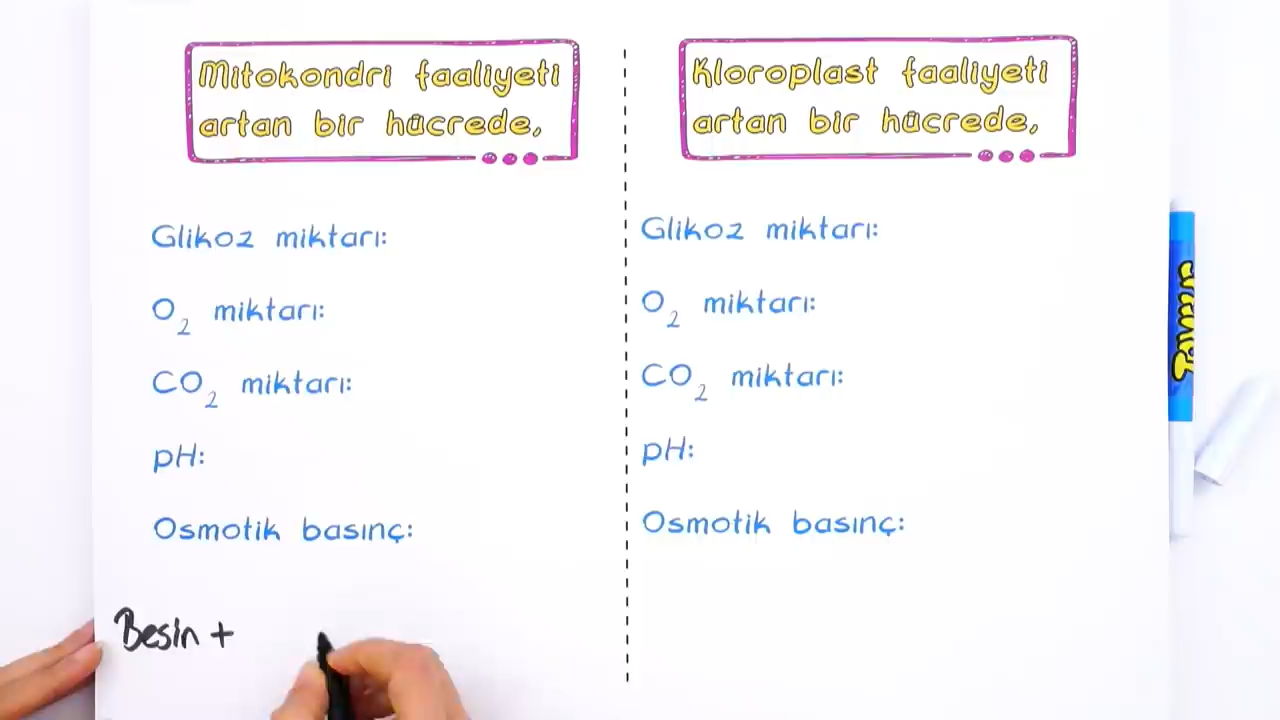 Mitokondri faaliyeti
artan bir hücrede,
Glikoz miktarı:
O₂ miktarı:
CO₂ miktarı:
pH:
Osmotik basınç:
Besin +
Kloroplast faaliyeti
artan bir hücrede,
Glikoz miktarı:
O₂ miktarı:
CO₂ miktarı:
pH:
Osmotik basınç: